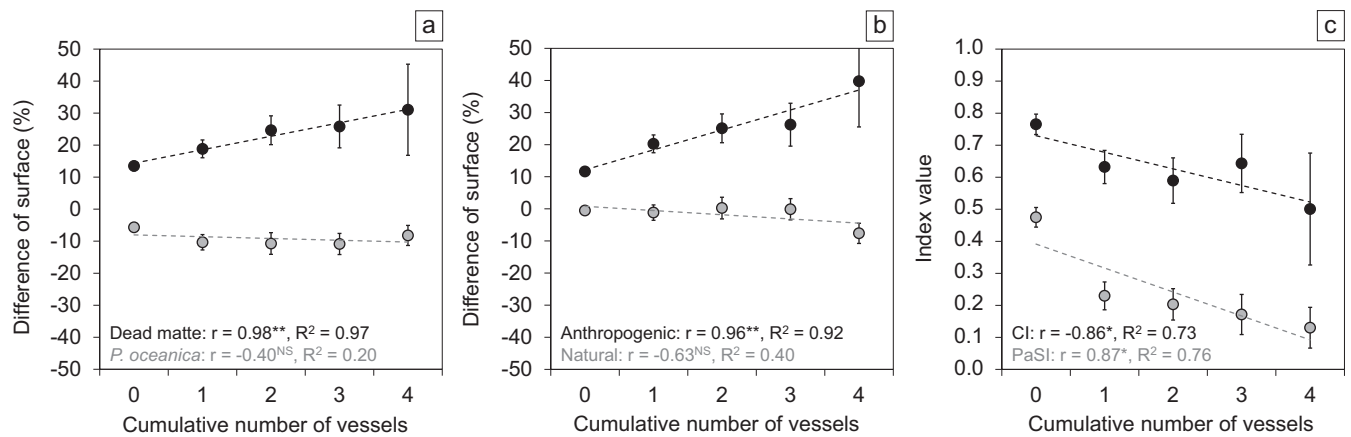 a
50
40
30
20
10
0
-10
-20
-30
-40
-50
Difference of surface (%)
Dead matte: r = 0.98**, R² = 0.97
P. oceanica: r = -0.40^NS, R² = 0.20
0 1 2 3 4
Cumulative number of vessels
b
50
40
30
20
10
0
-10
-20
-30
-40
-50
Difference of surface (%)
Anthropogenic: r = 0.96**, R² = 0.92
Natural: r = -0.63^NS, R² = 0.40
0 1 2 3 4
Cumulative number of vessels
c
1.0
0.9
0.8
0.7
0.6
0.5
0.4
0.3
0.2
0.1
0.0
Index value
CI: r = -0.86*, R² = 0.73
PaSI: r = 0.87*, R² = 0.76
0 1 2 3 4
Cumulative number of vessels